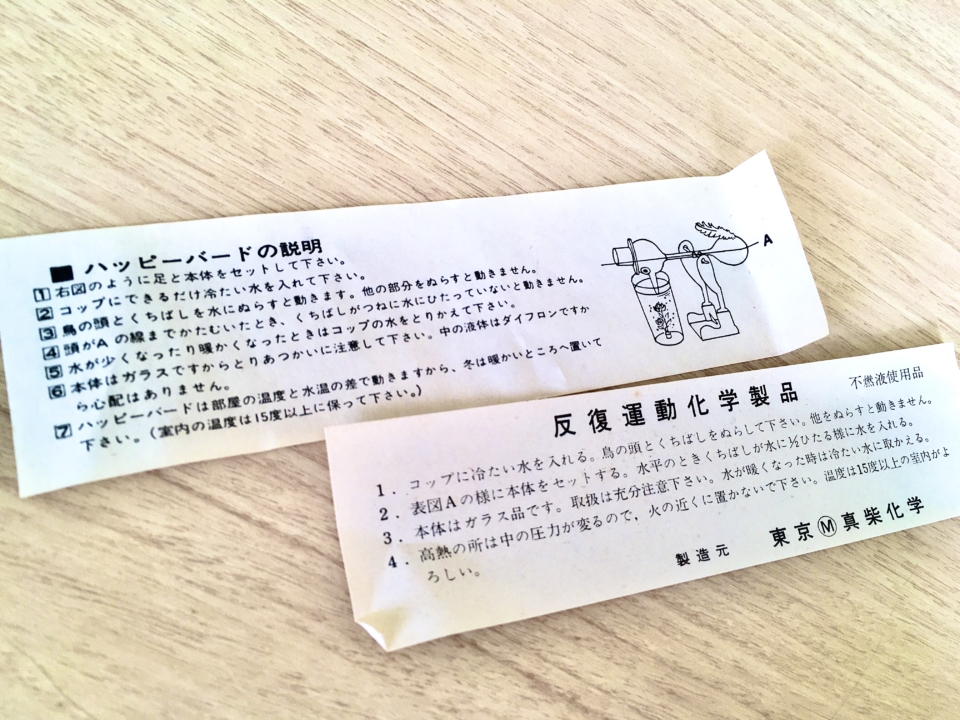 ■ ハッピーバードの説明
1 右図のように足と本体をセットして下さい。
2 コップにできるだけ冷たい水を入れて下さい。
3 鳥の頭とくちばしを水にぬらすと動きます。他の部分をぬらすと動きません。
4 頭がAの線までかたむいたとき、くちばしがつねに水にひたっていないと動きません。
5 水が少くなったり暖かくなったときはコップの水をとりかえて下さい。
6 本体はガラスですからとりあつかいに注意して下さい。中の液体はダイフロンですか
ら心配はありません。
7 ハッピーバードは部屋の温度と水温の差で動きますから、冬は暖かいところへ置いて
下さい。(室内の温度は15度以上に保って下さい。)
A
反復運動化学製品
不燃液使用品
1. コップに冷たい水を入れる。鳥の頭とくちばしをぬらして下さい。他をぬらすと動きません。
2. 表図Aの様に本体をセットする。水平のときくちばしが水に½ひたる様に水を入れる。
3. 本体はガラス品です。取扱は充分注意下さい。水が暖くなった時は冷たい水に取かえる。
4. 高熱の所は中の圧力が変るので,火の近くに置かないで下さい。温度は15度以上の室内がよ
ろしい。
製造元 東京Ⓜ真柴化学